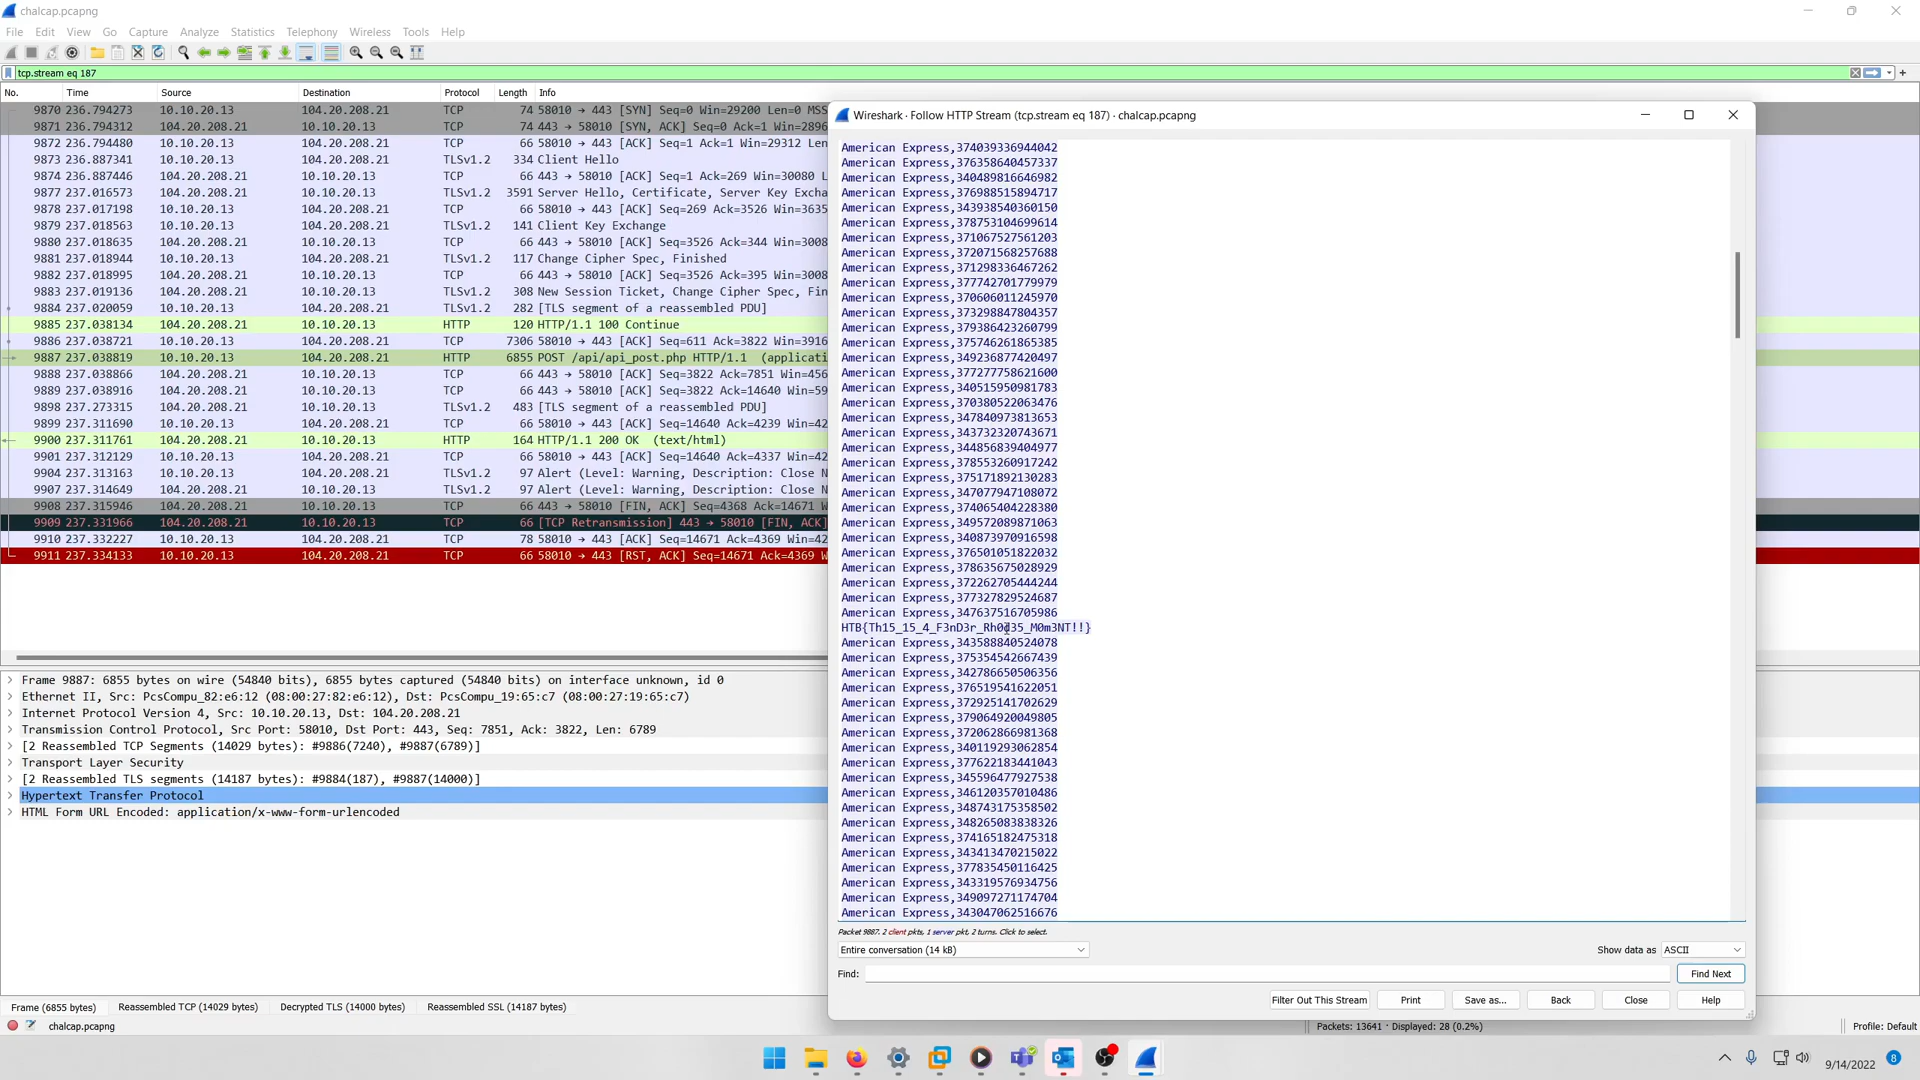 chalcap.pcapng
File Edit View Go Capture Analyze Statistics Telephony Wireless Tools Help
tcp.stream eq 187
No. Time Source Destination Protocol Length Info
9870 236.794273 10.10.20.13 104.20.208.21 TCP 74 58010 → 443 [SYN] Seq=0 Win=29200 Len=0 MSS
9871 236.794312 104.20.208.21 10.10.20.13 TCP 74 443 → 58010 [SYN, ACK] Seq=0 Ack=1 Win=2896
9872 236.794480 10.10.20.13 104.20.208.21 TCP 66 58010 → 443 [ACK] Seq=1 Ack=1 Win=29312 Len
9873 236.887341 10.10.20.13 104.20.208.21 TLSv1.2 334 Client Hello
9874 236.887446 104.20.208.21 10.10.20.13 TCP 66 443 → 58010 [ACK] Seq=1 Ack=269 Win=30080 L
9877 237.016573 104.20.208.21 10.10.20.13 TLSv1.2 3591 Server Hello, Certificate, Server Key Excha
9878 237.017198 10.10.20.13 104.20.208.21 TCP 66 58010 → 443 [ACK] Seq=269 Ack=3526 Win=3635
9879 237.018563 10.10.20.13 104.20.208.21 TLSv1.2 141 Client Key Exchange
9880 237.018635 104.20.208.21 10.10.20.13 TCP 66 443 → 58010 [ACK] Seq=3526 Ack=344 Win=3008
9881 237.018944 10.10.20.13 104.20.208.21 TLSv1.2 117 Change Cipher Spec, Finished
9882 237.018995 104.20.208.21 10.10.20.13 TCP 66 443 → 58010 [ACK] Seq=3526 Ack=395 Win=3008
9883 237.019136 104.20.208.21 10.10.20.13 TLSv1.2 308 New Session Ticket, Change Cipher Spec, Fin
9884 237.020059 10.10.20.13 104.20.208.21 TLSv1.2 282 [TLS segment of a reassembled PDU]
9885 237.038134 104.20.208.21 10.10.20.13 HTTP 120 HTTP/1.1 100 Continue
9886 237.038721 10.10.20.13 104.20.208.21 TLSv1.2 7306 Seq=611 Ack=3822 Win=3916
9887 237.038819 10.10.20.13 104.20.208.21 HTTP 6855 POST /api/api_post.php HTTP/1.1 (applicati
9888 237.038866 104.20.208.21 10.10.20.13 TCP 66 443 → 58010 [ACK] Seq=3822 Ack=7851 Win=456
9889 237.038916 104.20.208.21 10.10.20.13 TCP 66 443 → 58010 [ACK] Seq=3822 Ack=14640 Win=59
9898 237.273315 104.20.208.21 10.10.20.13 TLSv1.2 483 [TLS segment of a reassembled PDU]
9899 237.311690 10.10.20.13 104.20.208.21 TCP 66 58010 → 443 [ACK] Seq=14640 Ack=4239 Win=42
9900 237.311761 104.20.208.21 10.10.20.13 HTTP 164 HTTP/1.1 200 OK (text/html)
9901 237.312129 10.10.20.13 104.20.208.21 TCP 66 58010 → 443 [ACK] Seq=14640 Ack=4337 Win=42
9904 237.313163 10.10.20.13 104.20.208.21 TLSv1.2 97 Alert (Level: Warning, Description: Close N
9907 237.314649 104.20.208.21 10.10.20.13 TLSv1.2 97 Alert (Level: Warning, Description: Close N
9908 237.315946 104.20.208.21 10.10.20.13 TCP 66 443 → 58010 [FIN, ACK] Seq=4368 Ack=14671 W
9909 237.331966 104.20.208.21 10.10.20.13 TCP 66 [TCP Retransmission] 443 → 58010 [FIN, ACK]
9910 237.332227 10.10.20.13 104.20.208.21 TCP 78 58010 → 443 [ACK] Seq=14671 Ack=4369 Win=42
9911 237.334133 10.10.20.13 104.20.208.21 TCP 66 58010 → 443 [RST, ACK] Seq=14671 Ack=4369 W
Frame 9887: 6855 bytes on wire (54840 bits), 6855 bytes captured (54840 bits) on interface unknown, id 0
Ethernet II, Src: PcsCompu_82:e6:12 (08:00:27:82:e6:12), Dst: PcsCompu_19:65:c7 (08:00:27:19:65:c7)
Internet Protocol Version 4, Src: 10.10.20.13, Dst: 104.20.208.21
Transmission Control Protocol, Src Port: 58010, Dst Port: 443, Seq: 7851, Ack: 3822, Len: 6789
[2 Reassembled TCP Segments (14029 bytes): #9886(7240), #9887(6789)]
Transport Layer Security
[2 Reassembled TLS segments (14187 bytes): #9884(187), #9887(14000)]
Hypertext Transfer Protocol
HTML Form URL Encoded: application/x-www-form-urlencoded
Frame (6855 bytes) Reassembled TCP (14029 bytes) Decrypted TLS (14000 bytes) Reassembled SSL (14187 bytes)
chalcap.pcapng
Wireshark · Follow HTTP Stream (tcp.stream eq 187) · chalcap.pcapng
American Express,374039336944042
American Express,376358640457337
American Express,340489816646982
American Express,376988515894717
American Express,343938540360150
American Express,378753104699614
American Express,371067527561203
American Express,372071568257688
American Express,371298336467262
American Express,377742701779979
American Express,370606011245970
American Express,373298847804357
American Express,379386423260799
American Express,375746261865385
American Express,349236877420497
American Express,377277758621600
American Express,340515950981783
American Express,370380522063476
American Express,347840973813653
American Express,343732320743671
American Express,344856839404977
American Express,378553260917242
American Express,375171892130283
American Express,347077947108072
American Express,374065404228380
American Express,349572089871063
American Express,340873970916598
American Express,376501051822032
American Express,378635675028929
American Express,372262705444244
American Express,377327829524687
American Express,347637516705986
HTB{Th15_15_4_F3nD3r_Rh0d35_M0m3NT!!}
American Express,343588840524078
American Express,375354542667439
American Express,342786650506356
American Express,376519541622051
American Express,372925141702629
American Express,379064920049805
American Express,372062866981368
American Express,340119293062854
American Express,377622183441043
American Express,345596477927538
American Express,346120357010486
American Express,348743175358502
American Express,348265083838326
American Express,374165182475318
American Express,343413470215022
American Express,377835450116425
American Express,343319576934756
American Express,349097271174704
American Express,343047062516676
Packet 9887. 2 client pkts, 1 server pkt, 2 turns. Click to select.
Entire conversation (14 kB) Show data as ASCII
Find: Find Next
Filter Out This Stream Print Save as... Back Close Help
Packets: 13641 · Displayed: 28 (0.2%) Profile: Default
9/14/2022 8